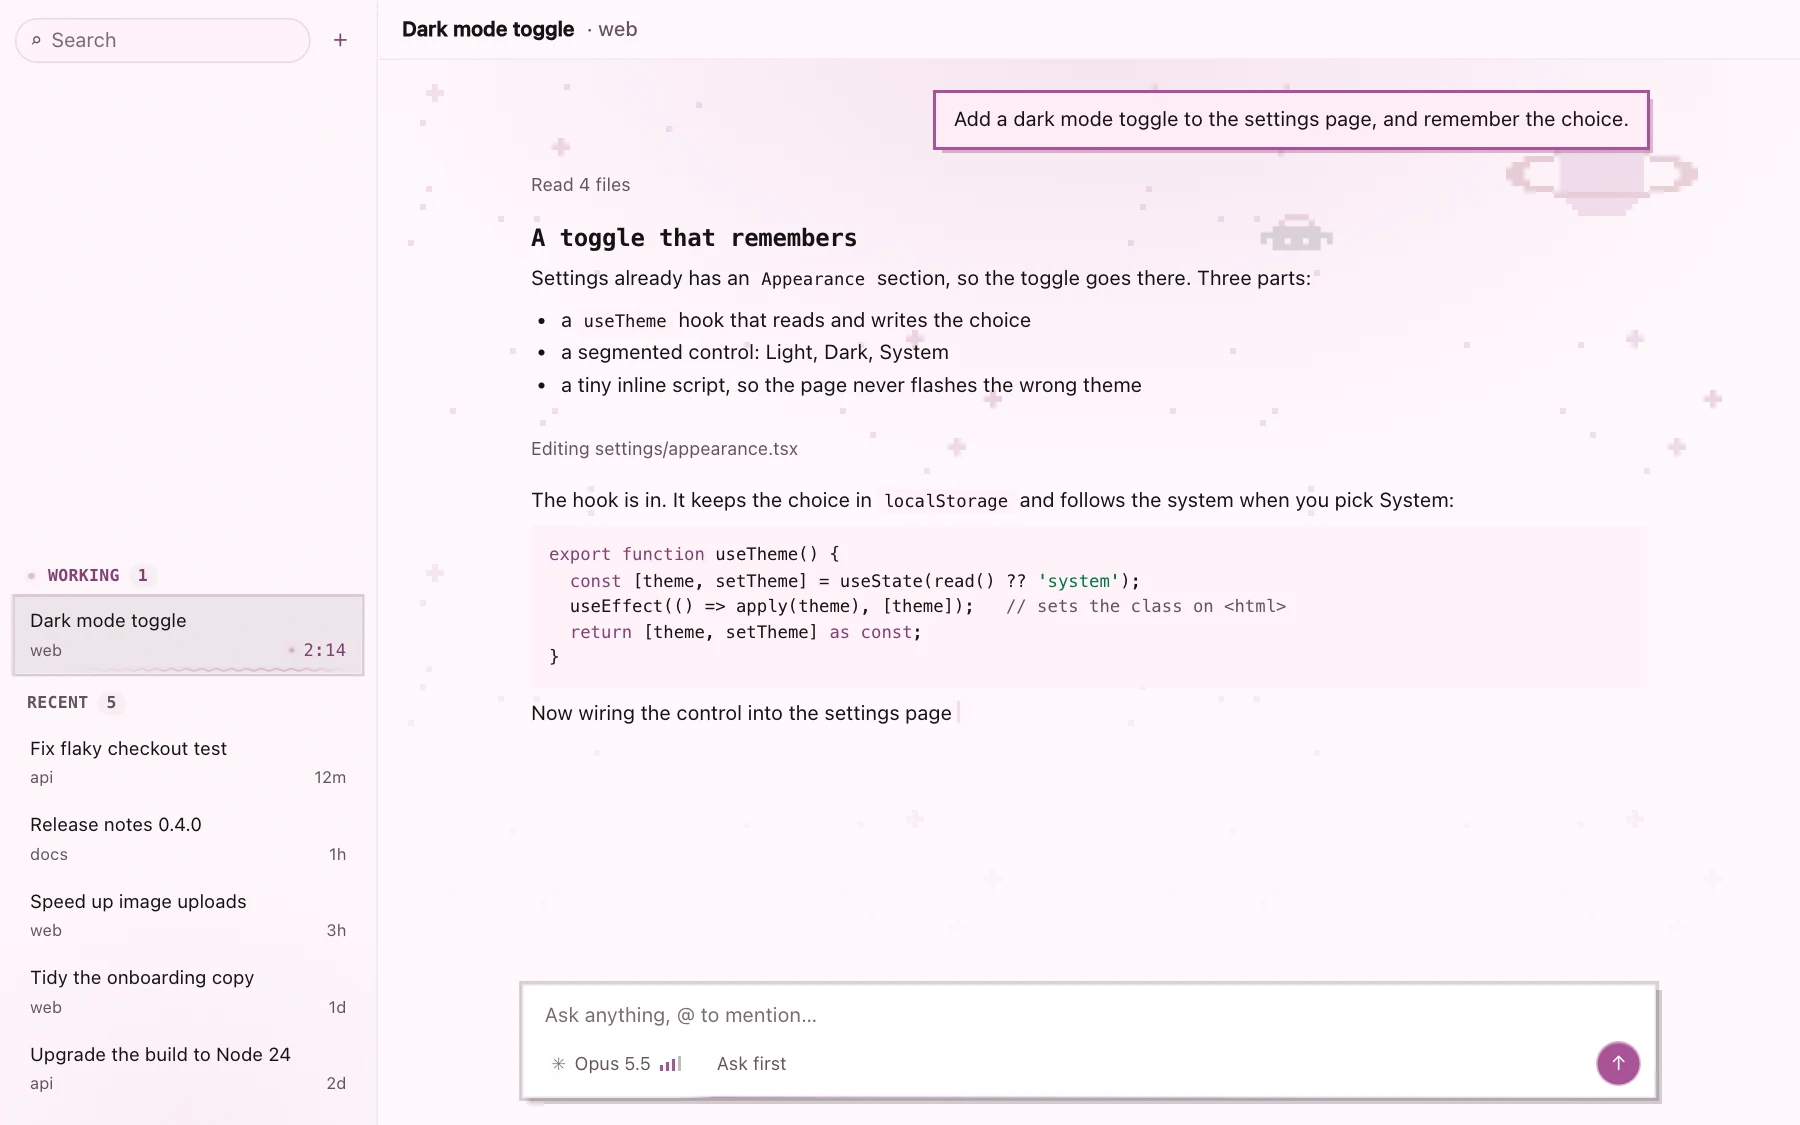 Search
+
WORKING 1
Dark mode toggle
web 2:14
RECENT 5
Fix flaky checkout test
api 12m
Release notes 0.4.0
docs 1h
Speed up image uploads
web 3h
Tidy the onboarding copy
web 1d
Upgrade the build to Node 24
api 2d
Dark mode toggle · web
Add a dark mode toggle to the settings page, and remember the choice.
Read 4 files
A toggle that remembers
Settings already has an Appearance section, so the toggle goes there. Three parts:
• a useTheme hook that reads and writes the choice
• a segmented control: Light, Dark, System
• a tiny inline script, so the page never flashes the wrong theme
Editing settings/appearance.tsx
The hook is in. It keeps the choice in localStorage and follows the system when you pick System:
export function useTheme() {
  const [theme, setTheme] = useState(read() ?? 'system');
  useEffect(() => apply(theme), [theme]);   // sets the class on <html>
  return [theme, setTheme] as const;
}
Now wiring the control into the settings page
Ask anything, @ to mention...
Opus 5.5 Ask first